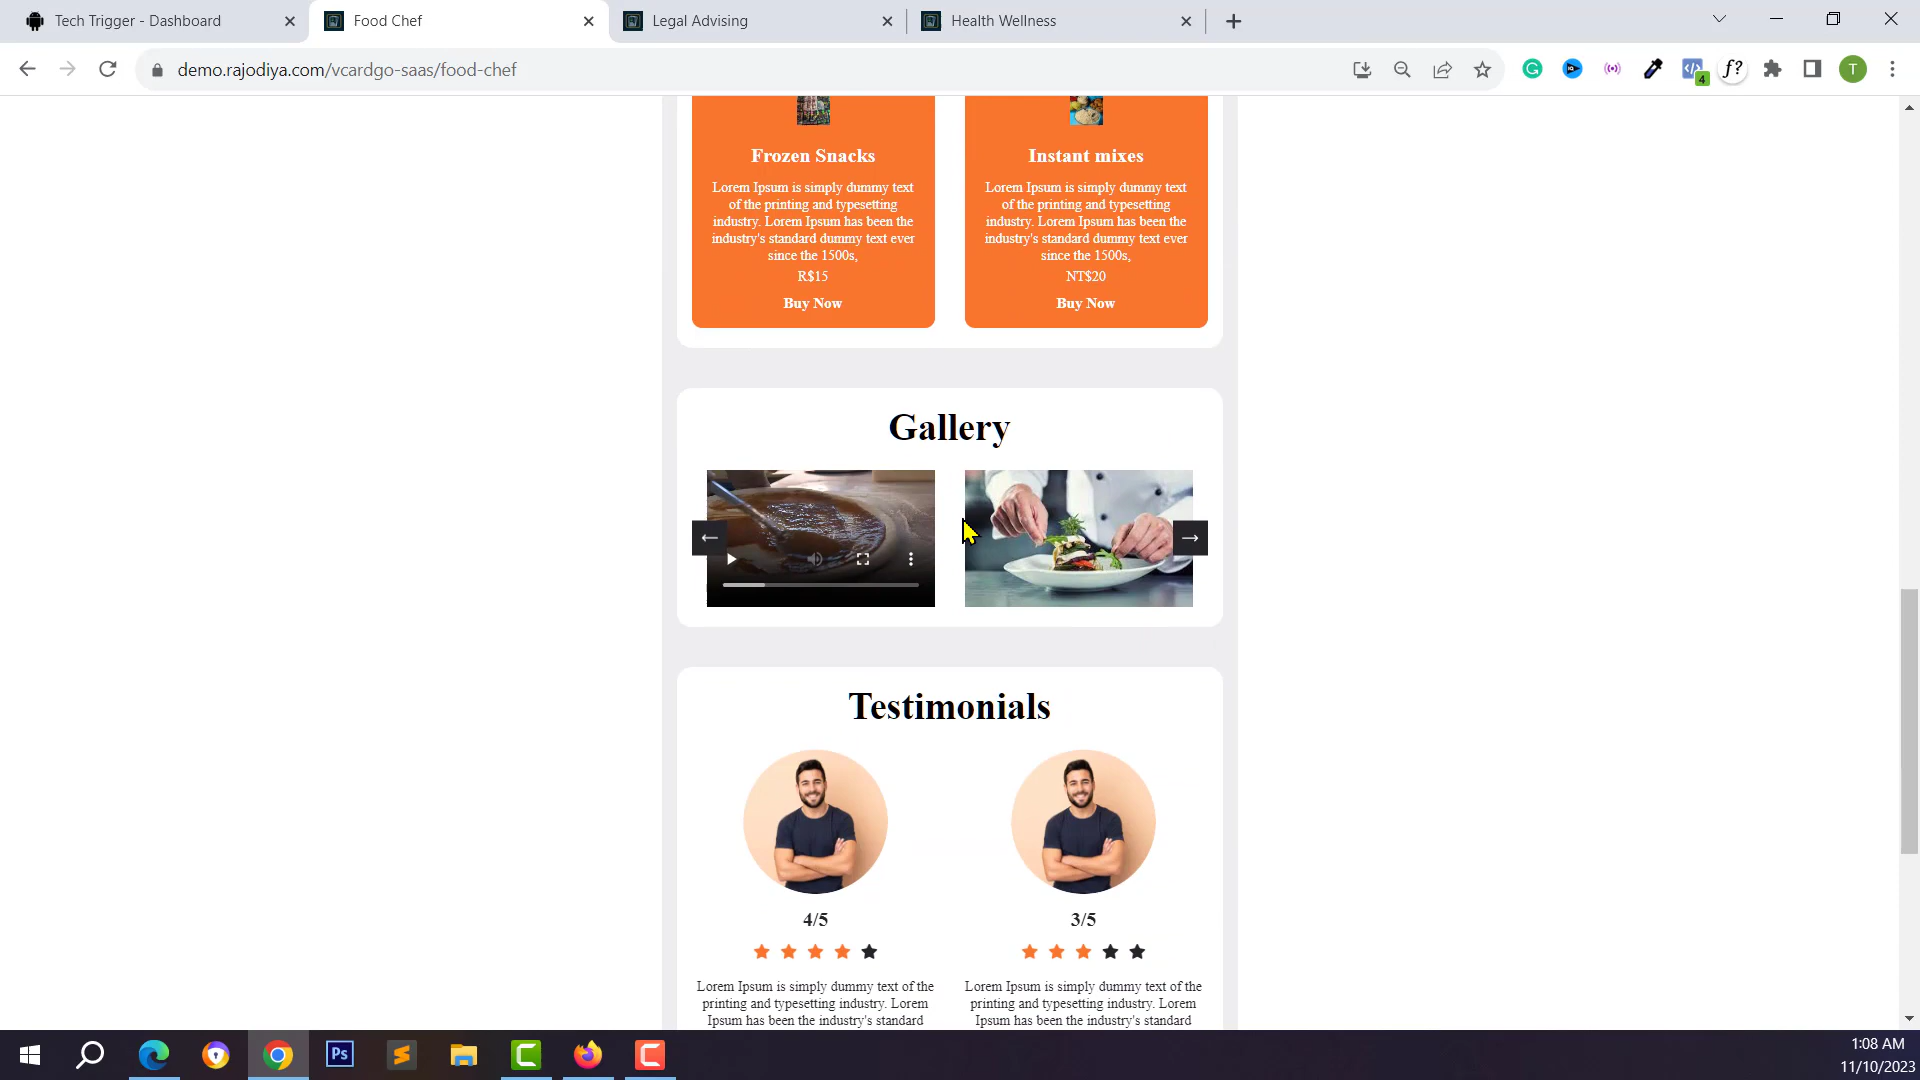 Tech Trigger - Dashboard
Food Chef
Legal Advising
Health Wellness
demo.rajodiya.com/vcardgo-saas/food-chef
4
f?
T
Frozen Snacks
Lorem Ipsum is simply dummy text
of the printing and typesetting
industry. Lorem Ipsum has been the
industry's standard dummy text ever
since the 1500s,
R$15
Buy Now
Instant mixes
Lorem Ipsum is simply dummy text
of the printing and typesetting
industry. Lorem Ipsum has been the
industry's standard dummy text ever
since the 1500s,
NT$20
Buy Now
Gallery
Testimonials
4/5
Lorem Ipsum is simply dummy text of the
printing and typesetting industry. Lorem
Ipsum has been the industry's standard
3/5
Lorem Ipsum is simply dummy text of the
printing and typesetting industry. Lorem
Ipsum has been the industry's standard
Ps
1:08 AM
11/10/2023